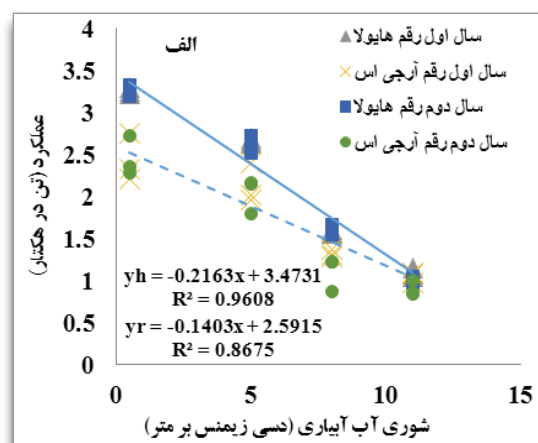 الف
سال اول رقم هایولا
سال اول رقم آرجی اس
سال دوم رقم هایولا
سال دوم رقم آرجی اس
عملکرد (تن در هکتار)
4
3.5
3
2.5
2
1.5
1
0.5
0
yh = -0.2163x + 3.4731
R² = 0.9608
yr = -0.1403x + 2.5915
R² = 0.8675
0 5 10 15
شوری آب آبیاری (دسی زیمنس بر متر)